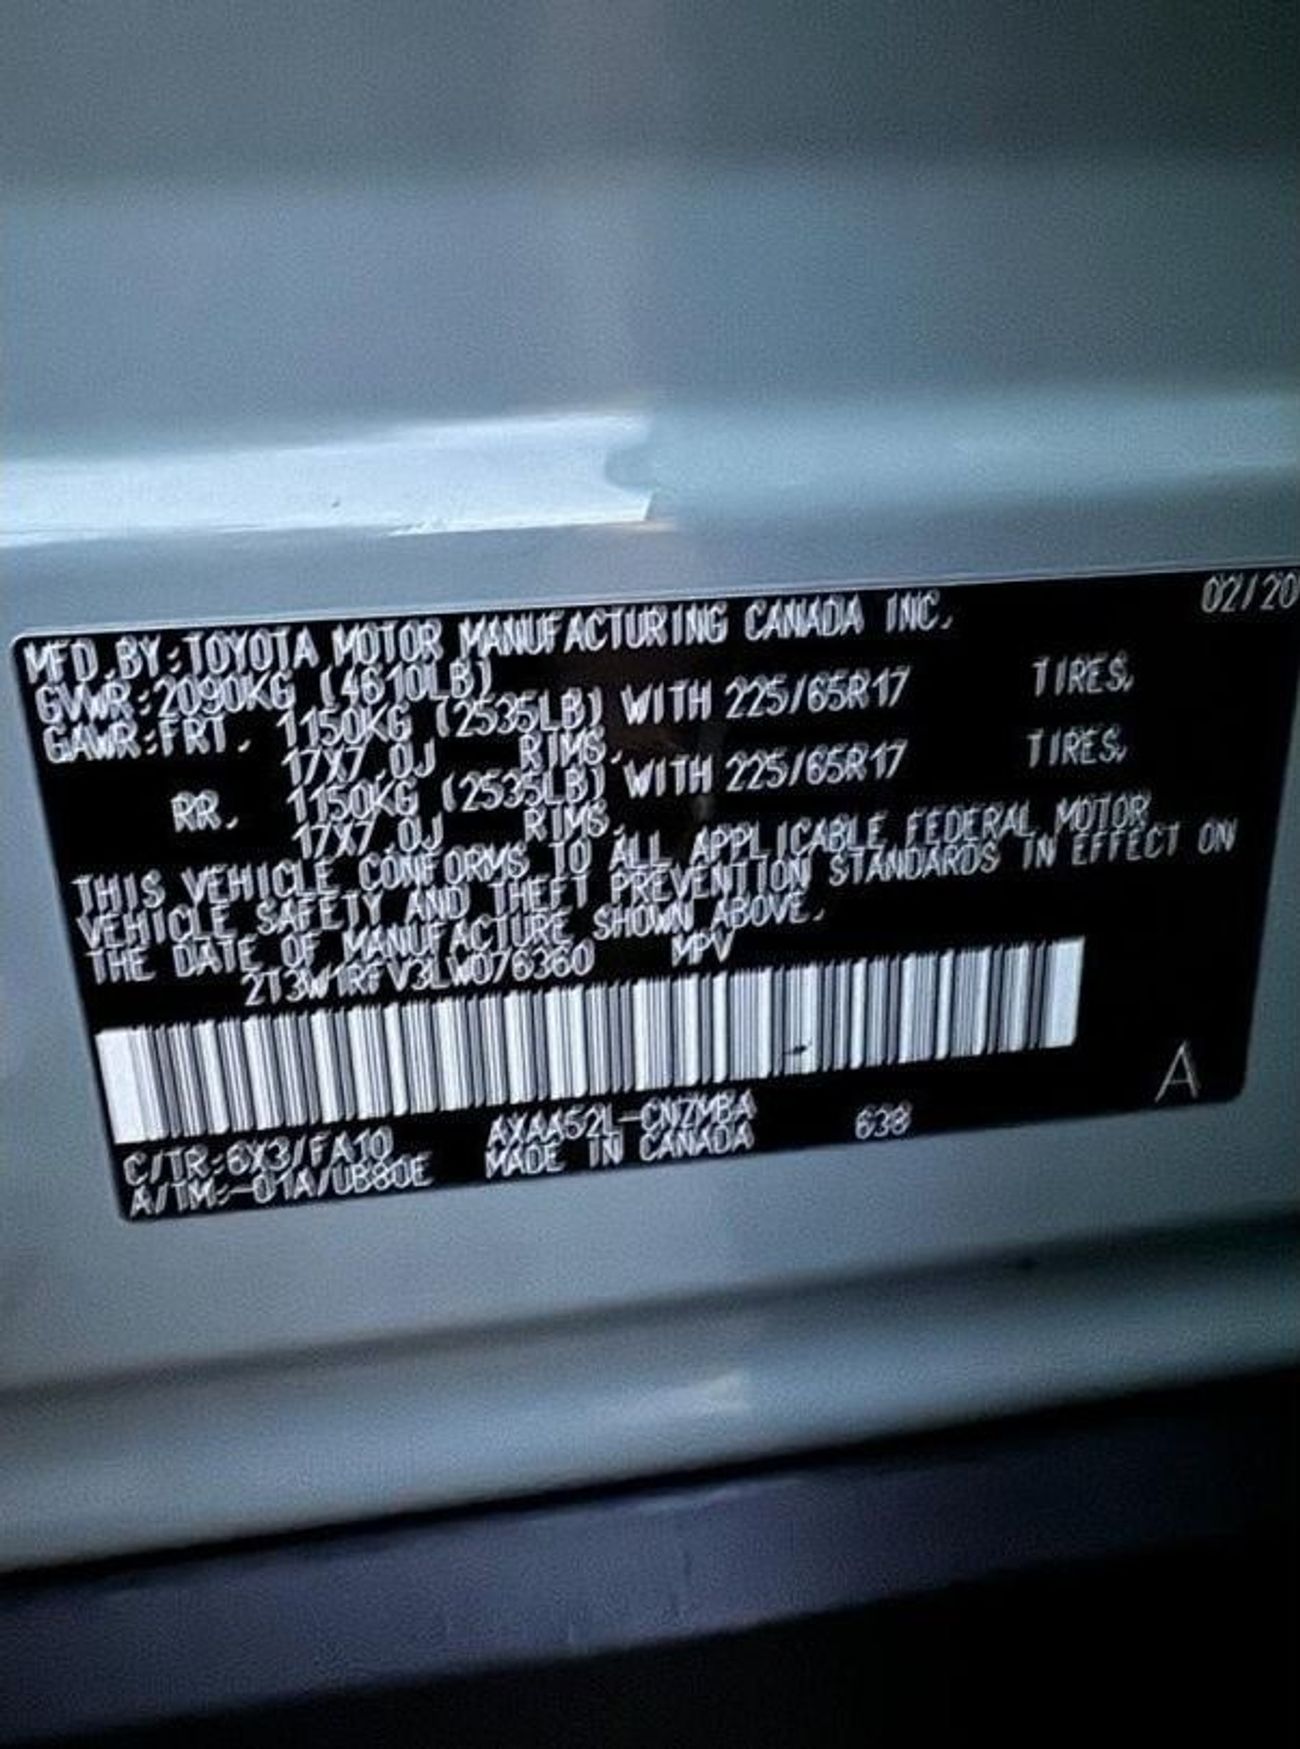 02/20
MFD.BY:TOYOTA MOTOR MANUFACTURING CANADA INC.
GVWR:2090KG (4610LB)
GAWR:FRT. 1150KG (2535LB) WITH 225/65R17 TIRES,
17X7.0J RIMS.
RR. 1150KG (2535LB) WITH 225/65R17 TIRES,
17X7.0J RIMS.
THIS VEHICLE CONFORMS TO ALL APPLICABLE FEDERAL MOTOR
VEHICLE SAFETY AND THEFT PREVENTION STANDARDS IN EFFECT ON
THE DATE OF MANUFACTURE SHOWN ABOVE.
2T3W1RFV3LW076360 MPV
A
C/TR:6X3/FA10 AXAA52L-CNZMBA 638
A/TM:-01A/UB80E MADE IN CANADA